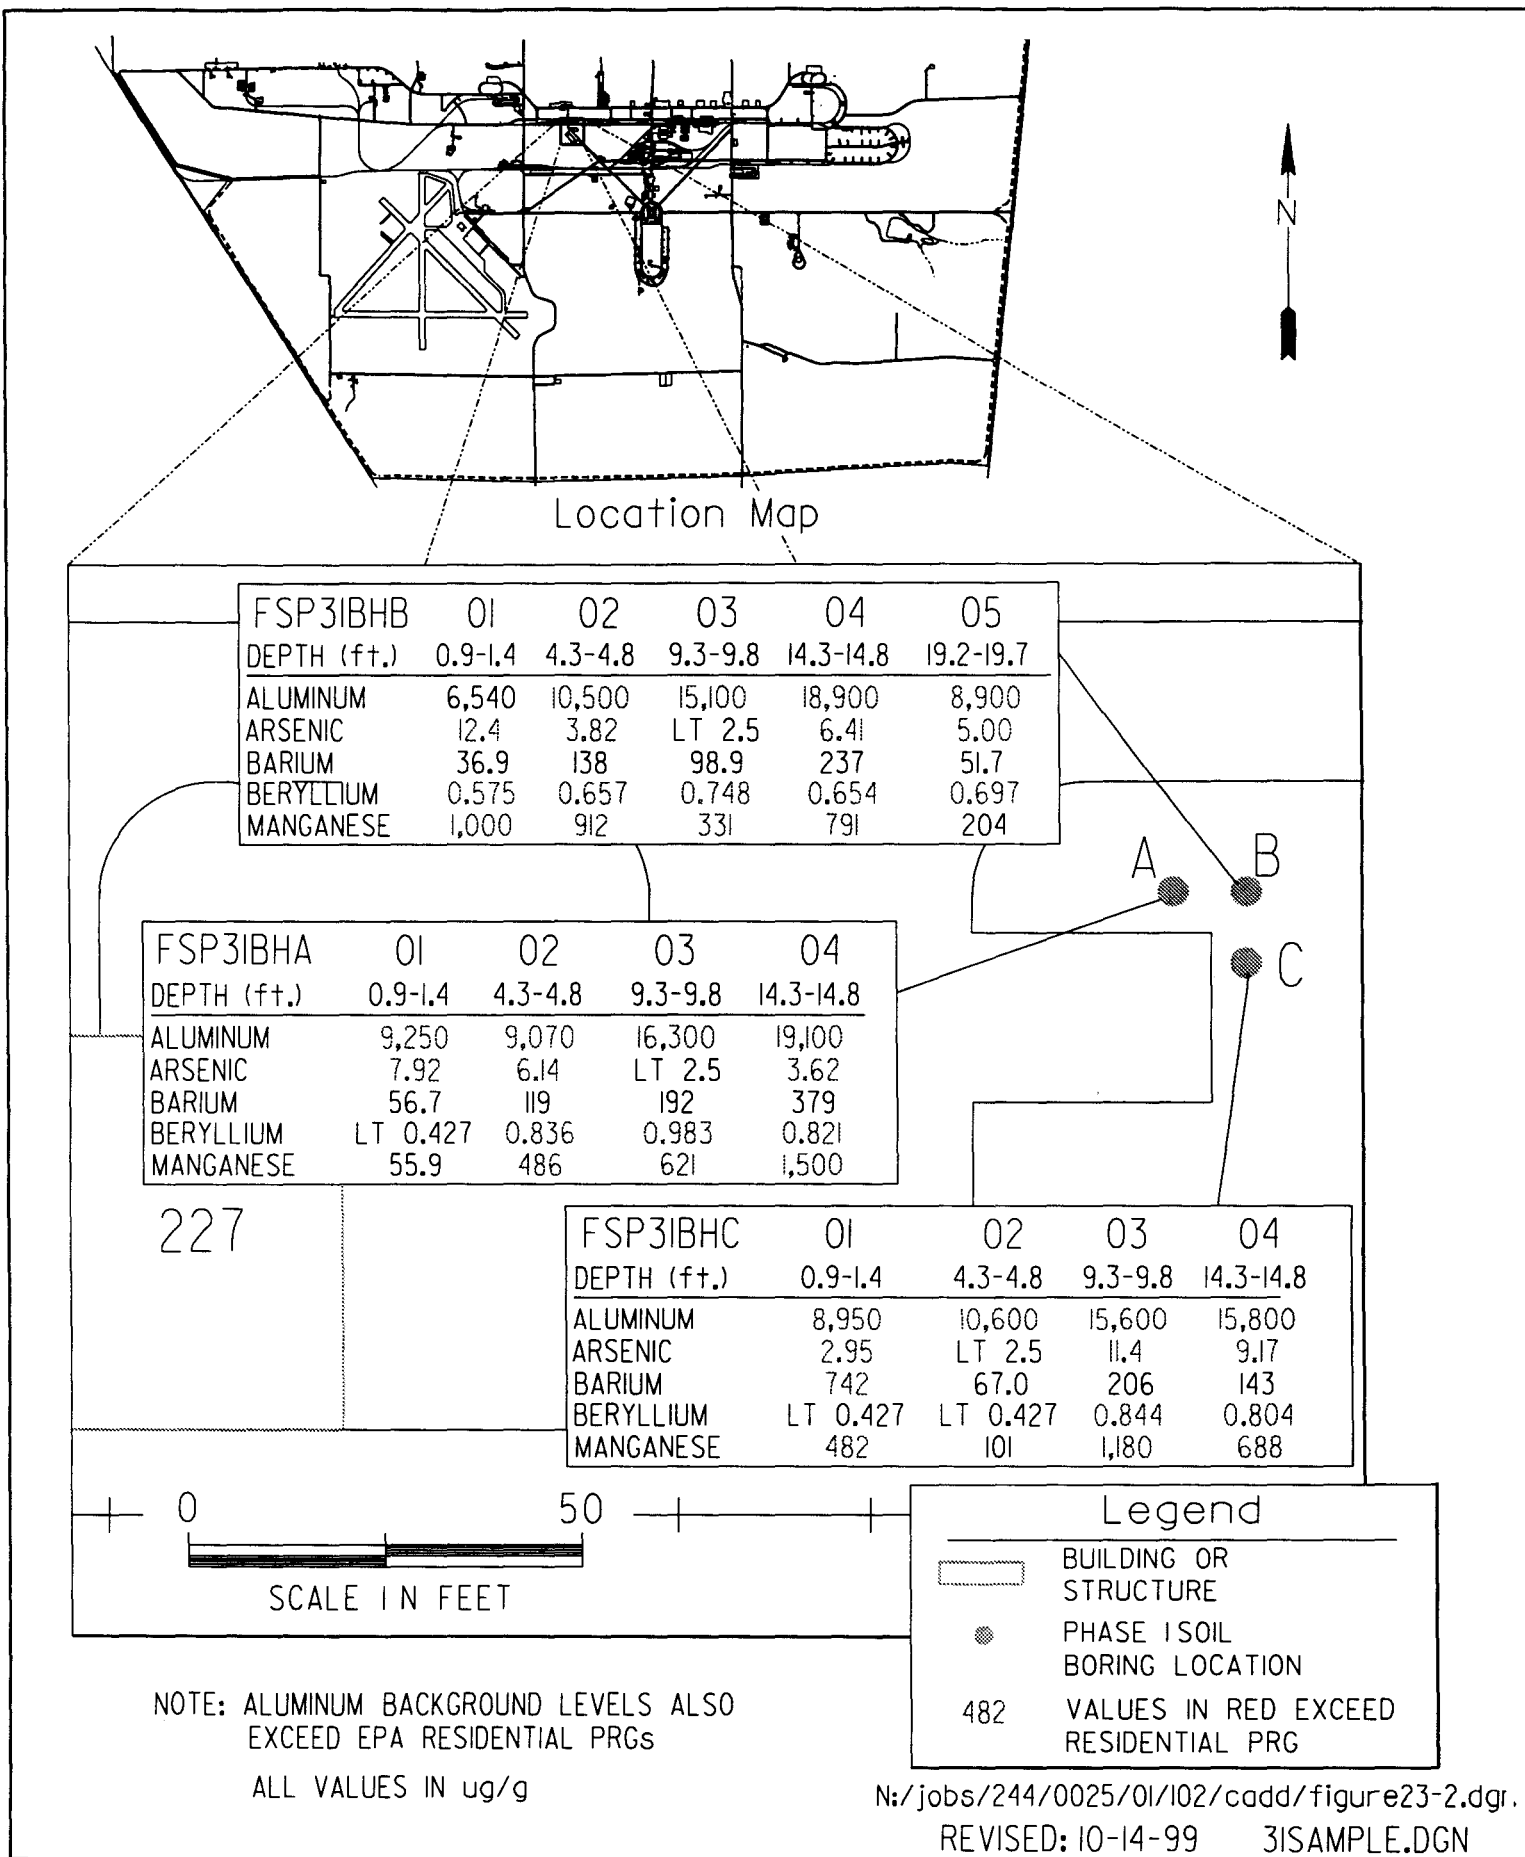 N
Location Map
FSP31BHB 01 02 03 04 05
DEPTH (ft.) 0.9-1.4 4.3-4.8 9.3-9.8 14.3-14.8 19.2-19.7
ALUMINUM 6,540 10,500 15,100 18,900 8,900
ARSENIC 12.4 3.82 LT 2.5 6.41 5.00
BARIUM 36.9 138 98.9 237 51.7
BERYLLIUM 0.575 0.657 0.748 0.654 0.697
MANGANESE 1,000 912 331 791 204
A B
C
FSP31BHA 01 02 03 04
DEPTH (ft.) 0.9-1.4 4.3-4.8 9.3-9.8 14.3-14.8
ALUMINUM 9,250 9,070 16,300 19,100
ARSENIC 7.92 6.14 LT 2.5 3.62
BARIUM 56.7 119 192 379
BERYLLIUM LT 0.427 0.836 0.983 0.821
MANGANESE 55.9 486 621 1,500
227
FSP31BHC 01 02 03 04
DEPTH (ft.) 0.9-1.4 4.3-4.8 9.3-9.8 14.3-14.8
ALUMINUM 8,950 10,600 15,600 15,800
ARSENIC 2.95 LT 2.5 11.4 9.17
BARIUM 742 67.0 206 143
BERYLLIUM LT 0.427 LT 0.427 0.844 0.804
MANGANESE 482 101 1,180 688
0 50
SCALE IN FEET
Legend
BUILDING OR
STRUCTURE
PHASE 1 SOIL
BORING LOCATION
482 VALUES IN RED EXCEED
RESIDENTIAL PRG
NOTE: ALUMINUM BACKGROUND LEVELS ALSO
EXCEED EPA RESIDENTIAL PRGs
ALL VALUES IN ug/g
N:/jobs/244/0025/01/102/cadd/figure23-2.dgn.
REVISED: 10-14-99 31SAMPLE.DGN